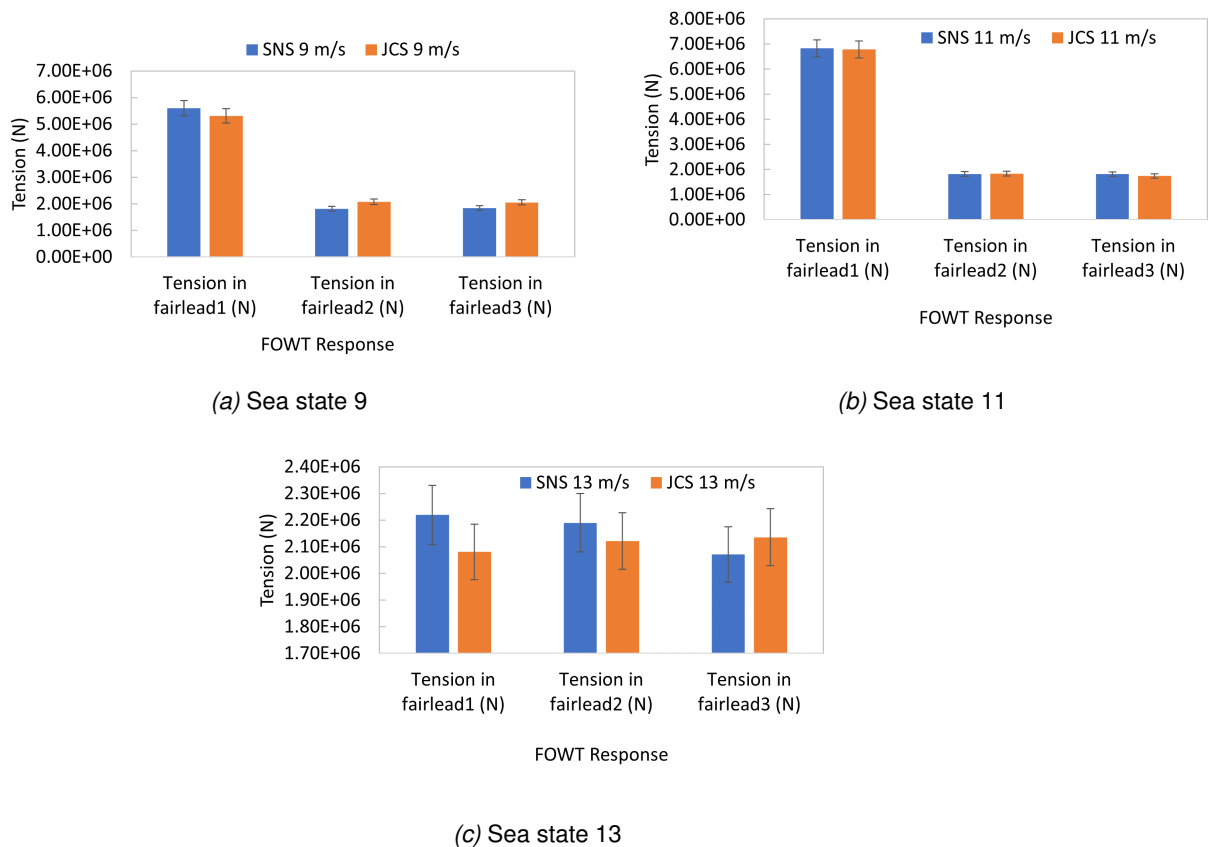 SNS 9 m/s JCS 9 m/s
7.00E+06
6.00E+06
5.00E+06
4.00E+06
3.00E+06
2.00E+06
1.00E+06
0.00E+00
Tension (N)
Tension in Tension in Tension in
fairlead1 (N) fairlead2 (N) fairlead3 (N)
FOWT Response
(a) Sea state 9
SNS 11 m/s JCS 11 m/s
8.00E+06
7.00E+06
6.00E+06
5.00E+06
4.00E+06
3.00E+06
2.00E+06
1.00E+06
0.00E+00
Tension (N)
Tension in Tension in Tension in
fairlead1 (N) fairlead2 (N) fairlead3 (N)
FOWT Response
(b) Sea state 11
SNS 13 m/s JCS 13 m/s
2.40E+06
2.30E+06
2.20E+06
2.10E+06
2.00E+06
1.90E+06
1.80E+06
1.70E+06
Tension (N)
Tension in Tension in Tension in
fairlead1 (N) fairlead2 (N) fairlead3 (N)
FOWT Response
(c) Sea state 13